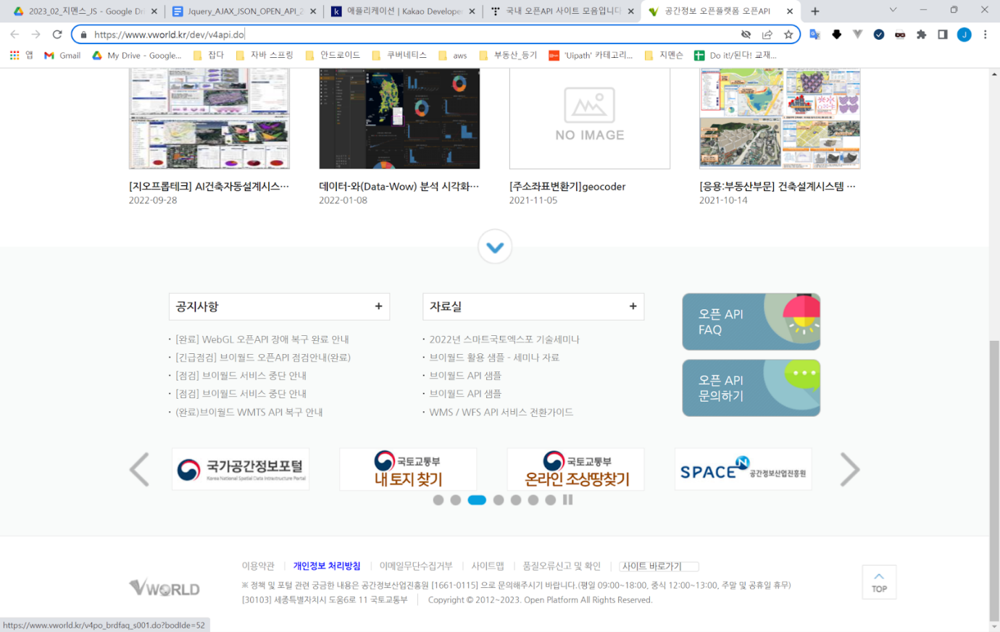 2023_02_지멘스_JS - Google Dri
Jquery_AJAX_JSON_OPEN_API_2
애플리케이션 | Kakao Develope
국내 오픈API 사이트 모음입니다
공간정보 오픈플랫폼 오픈API
https://www.vworld.kr/dev/v4api.do
앱
Gmail
My Drive - Google...
잡다
자바 스프링
안드로이드
쿠버네티스
aws
부동산_등기
'Uipath' 카테고리...
지멘슨
Do it!/된다! 교재...
NO IMAGE
[지오프롭테크] AI건축자동설계시스···
2022-09-28
데이터-와(Data-Wow) 분석 시각화···
2022-01-08
[주소좌표변환기]geocoder
2021-11-05
[응용:부동산부문] 건축설계시스템 ···
2021-10-14
공지사항 +
· [완료] WebGL 오픈API 장애 복구 완료 안내
· [긴급점검] 브이월드 오픈API 점검안내(완료)
· [점검] 브이월드 서비스 중단 안내
· [점검] 브이월드 서비스 중단 안내
· (완료)브이월드 WMTS API 복구 안내
자료실 +
· 2022년 스마트국토엑스포 기술세미나
· 브이월드 활용 샘플 - 세미나 자료
· 브이월드 API 샘플
· 브이월드 API 샘플
· WMS / WFS API 서비스 전환가이드
오픈 API
FAQ
오픈 API
문의하기
국가공간정보포털
Korea National Spatial Data Infrastructure Portal
국토교통부
내 토지 찾기
국토교통부
온라인 조상땅찾기
SPACE N 공간정보산업진흥원
이용약관 | 개인정보 처리방침 | 이메일무단수집거부 | 사이트맵 | 품질오류신고 및 확인 | 사이트 바로가기
※ 정책 및 포털 관련 궁금한 내용은 공간정보산업진흥원 [1661-0115] 으로 문의해주시기 바랍니다.(평일 09:00~18:00, 중식 12:00~13:00, 주말 및 공휴일 휴무)
[30103] 세종특별자치시 도움6로 11 국토교통부 | Copyright © 2012~2023. Open Platform All Rights Reserved.
VWORLD
TOP
https://www.vworld.kr/v4po_brdfaq_s001.do?bodIde=52